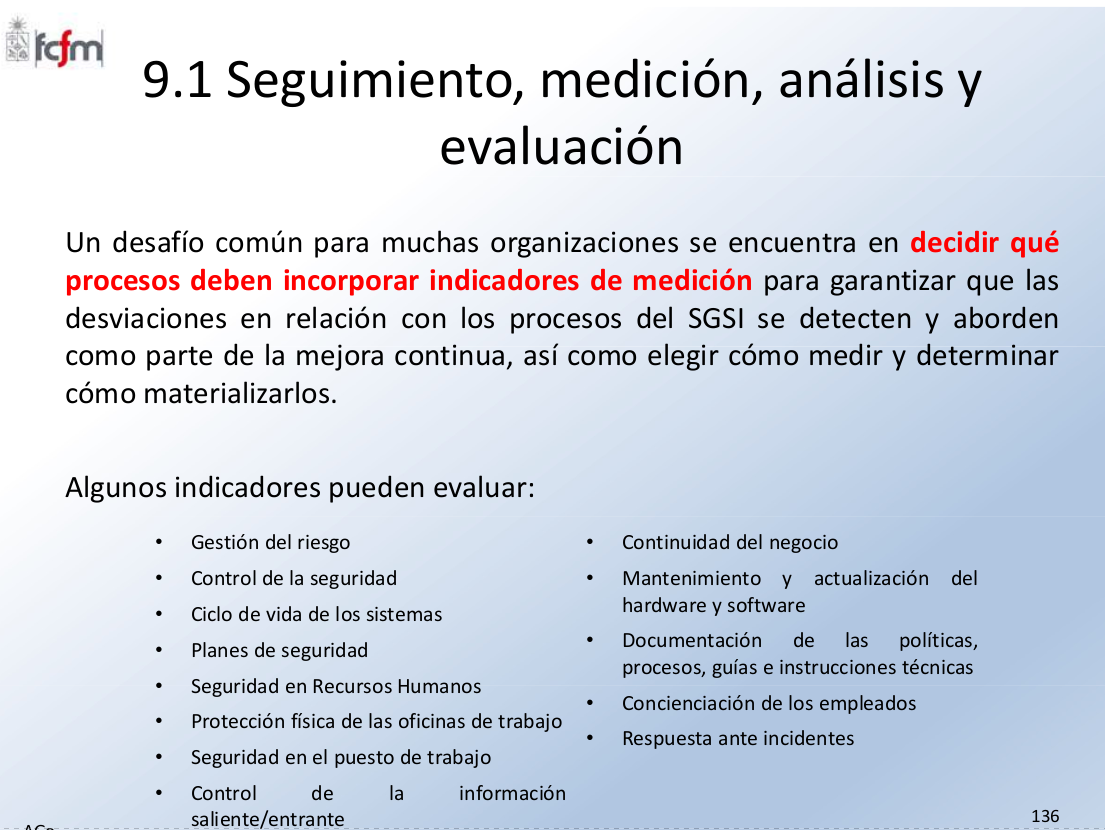 fcfm
9.1 Seguimiento, medición, análisis y
evaluación
Un desafío común para muchas organizaciones se encuentra en decidir qué
procesos deben incorporar indicadores de medición para garantizar que las
desviaciones en relación con los procesos del SGSI se detecten y aborden
como parte de la mejora continua, así como elegir cómo medir y determinar
cómo materializarlos.
Algunos indicadores pueden evaluar:
• Gestión del riesgo
• Control de la seguridad
• Ciclo de vida de los sistemas
• Planes de seguridad
• Seguridad en Recursos Humanos
• Protección física de las oficinas de trabajo
• Seguridad en el puesto de trabajo
• Control de la información
saliente/entrante
• Continuidad del negocio
• Mantenimiento y actualización del
hardware y software
• Documentación de las políticas,
procesos, guías e instrucciones técnicas
• Concienciación de los empleados
• Respuesta ante incidentes
136